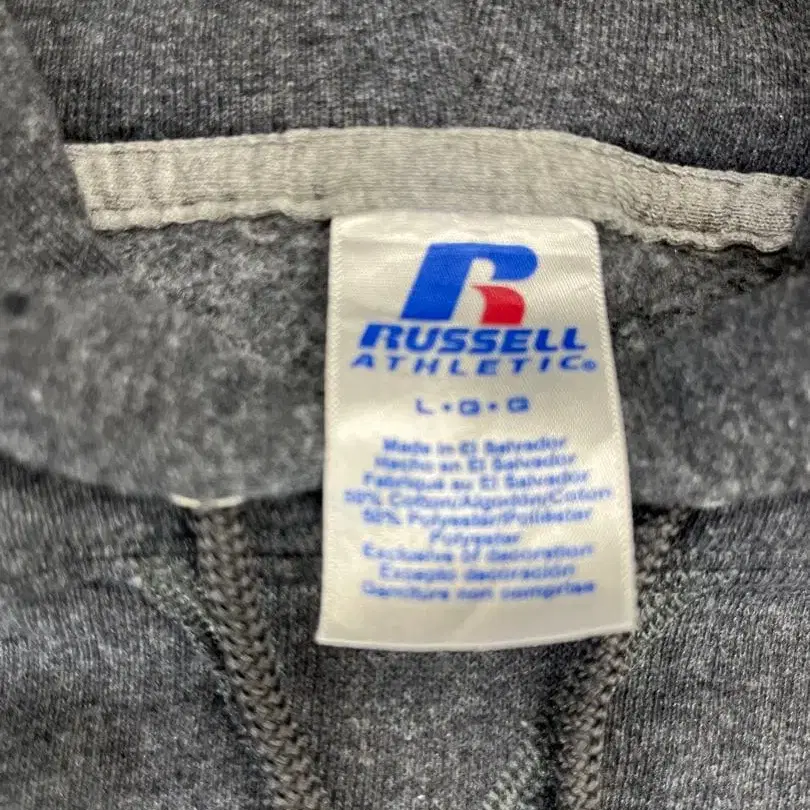 R
RUSSELL
ATHLETIC®
L•G•G
Made in El Salvador
Hecho en El Salvador
Fabrique au El Salvador
50% Cotton/Algodón/Coton
50% Polyester/Poliéster
Polyester
Exclusive of decoration
Excepto decoración
Garniture non comprise